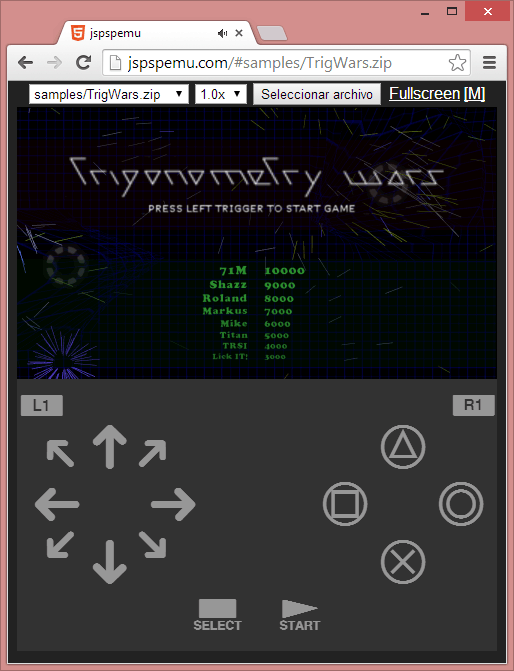 jspspemu
jspspemu.com/#samples/TrigWars.zip
samples/TrigWars.zip 1.0x Seleccionar archivo Fullscreen [M]
Trigonometry wars
PRESS LEFT TRIGGER TO START GAME
71M 10000
Shazz 9000
Roland 8000
Markus 7000
Mike 6000
Titan 5000
TRSI 4000
Lick IT! 3000
L1 R1
SELECT START